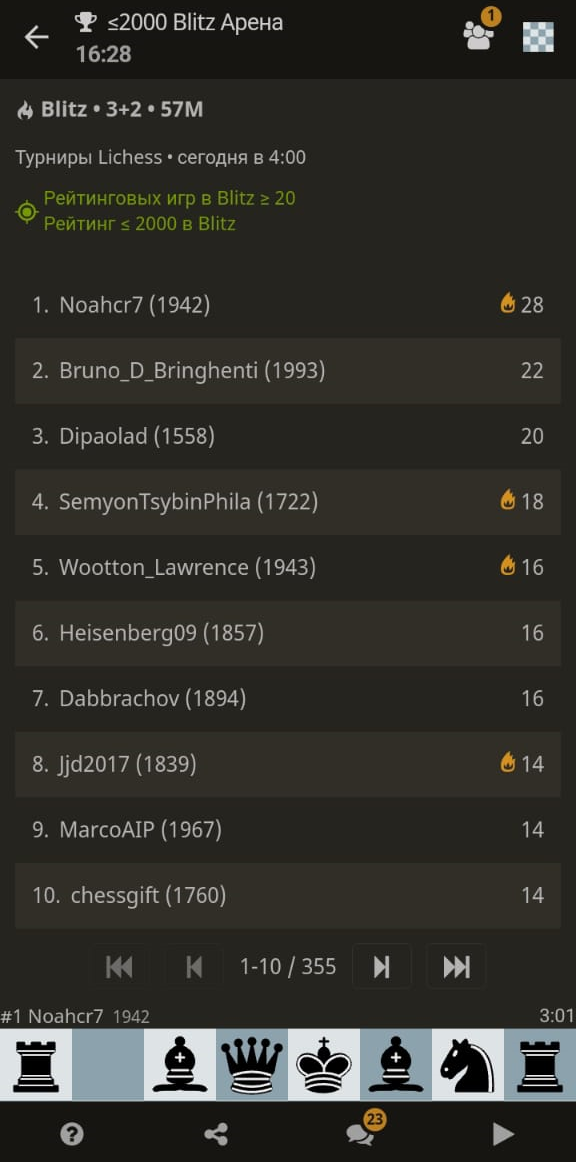 ≤2000 Blitz Арена
1
16:28
Blitz • 3+2 • 57M
Турниры Lichess • сегодня в 4:00
Рейтинговых игр в Blitz ≥ 20
Рейтинг ≤ 2000 в Blitz
1. Noahcr7 (1942) 28
2. Bruno_D_Bringhenti (1993) 22
3. Dipaolad (1558) 20
4. SemyonTsybinPhila (1722) 18
5. Wootton_Lawrence (1943) 16
6. Heisenberg09 (1857) 16
7. Dabbrachov (1894) 16
8. Jjd2017 (1839) 14
9. MarcoAIP (1967) 14
10. chessgift (1760) 14
1-10 / 355
#1 Noahcr7 1942 3:01
?
23